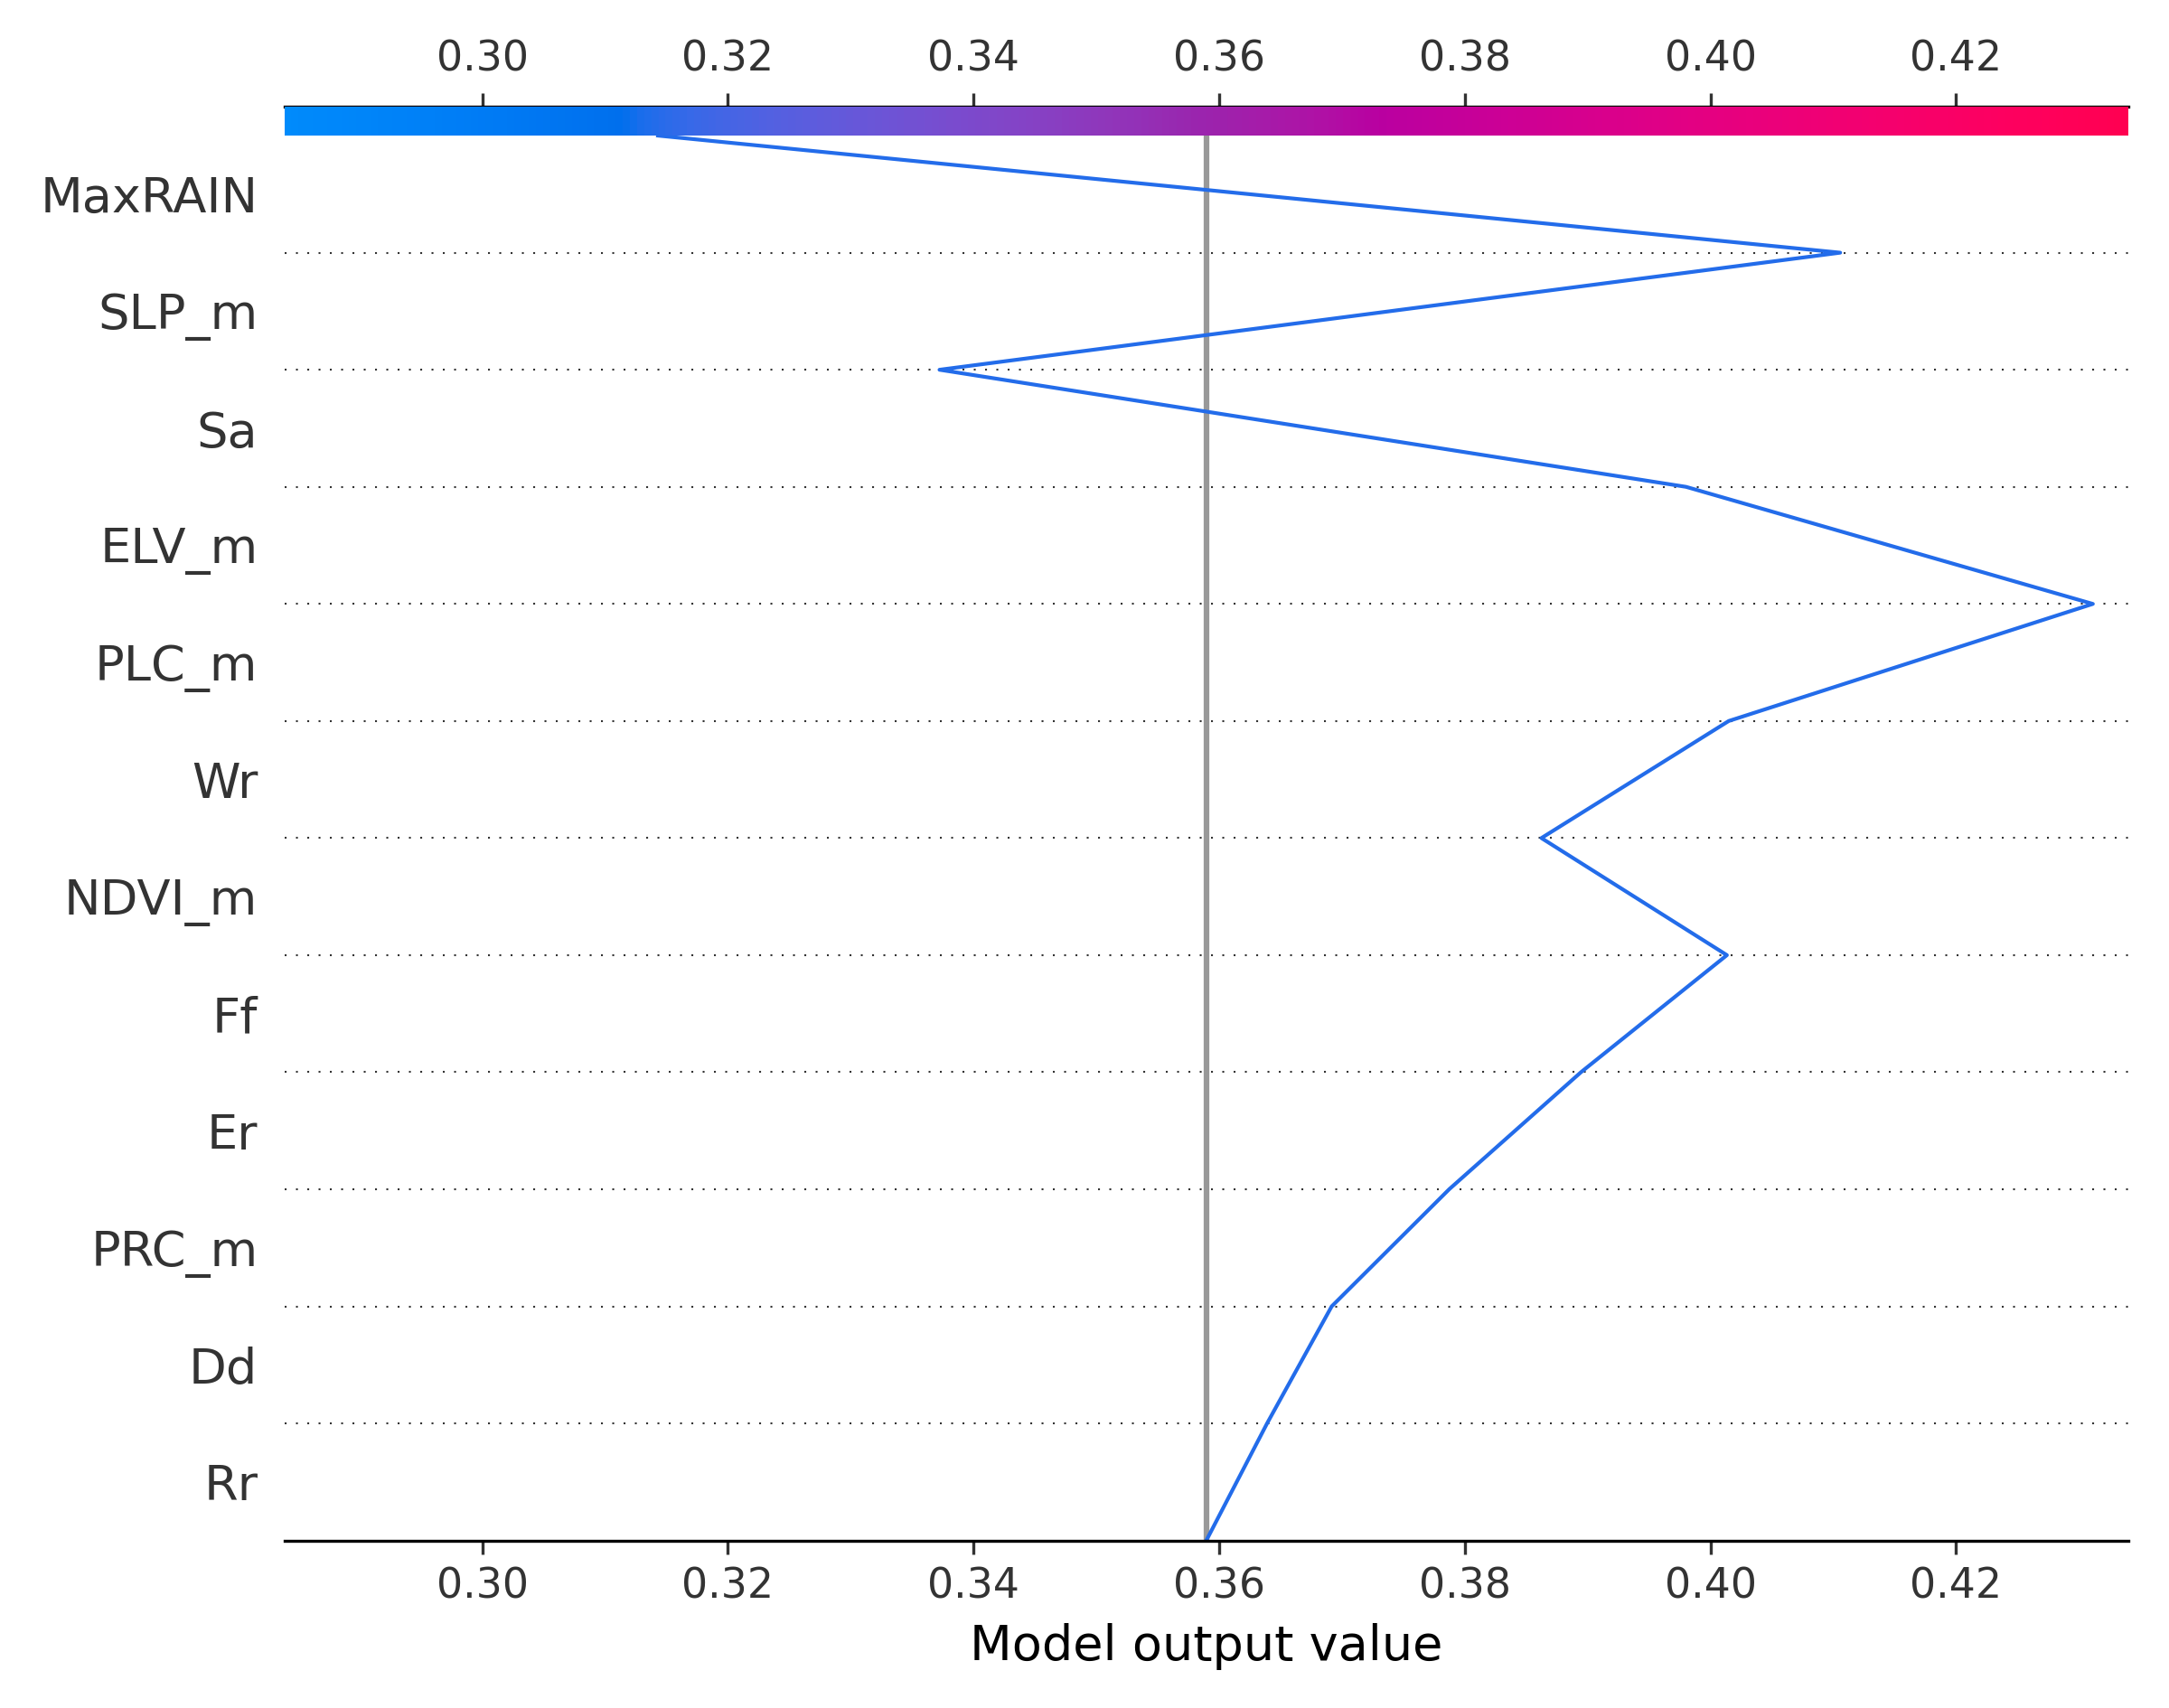 0.30 0.32 0.34 0.36 0.38 0.40 0.42
MaxRAIN
SLP_m
Sa
ELV_m
PLC_m
Wr
NDVI_m
Ff
Er
PRC_m
Dd
Rr
0.30 0.32 0.34 0.36 0.38 0.40 0.42
Model output value